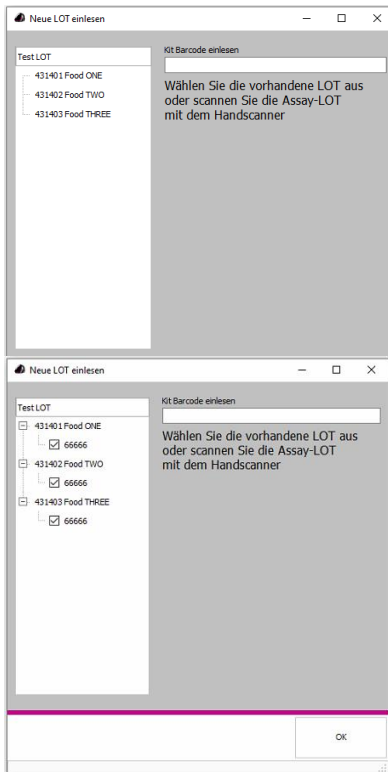 Neue LOT einlesen
Test LOT
431401 Food ONE
431402 Food TWO
431403 Food THREE
Kit Barcode einlesen
Wählen Sie die vorhandene LOT aus
oder scannen Sie die Assay-LOT
mit dem Handscanner
Neue LOT einlesen
Test LOT
431401 Food ONE
66666
431402 Food TWO
66666
431403 Food THREE
66666
Kit Barcode einlesen
Wählen Sie die vorhandene LOT aus
oder scannen Sie die Assay-LOT
mit dem Handscanner
OK